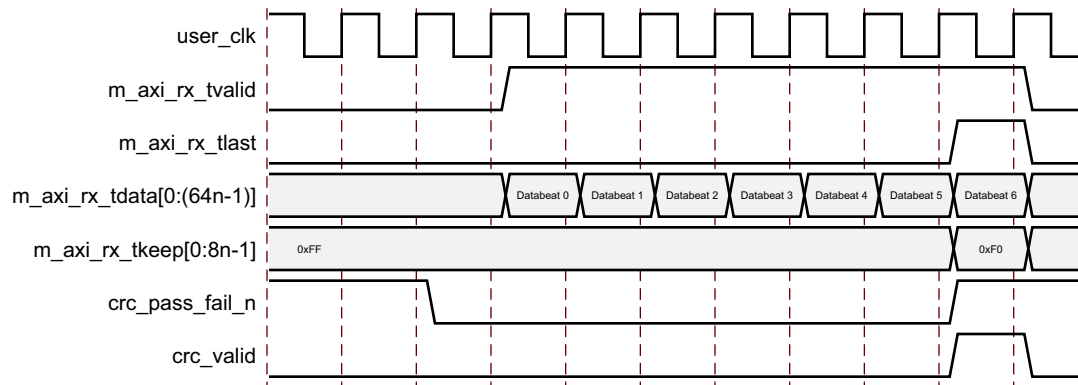 user_clk
m_axi_rx_tvalid
m_axi_rx_tlast
m_axi_rx_tdata[0:(64n-1)] Databeat 0 Databeat 1 Databeat 2 Databeat 3 Databeat 4 Databeat 5 Databeat 6
m_axi_rx_tkeep[0:8n-1] 0xFF 0xF0
crc_pass_fail_n
crc_valid